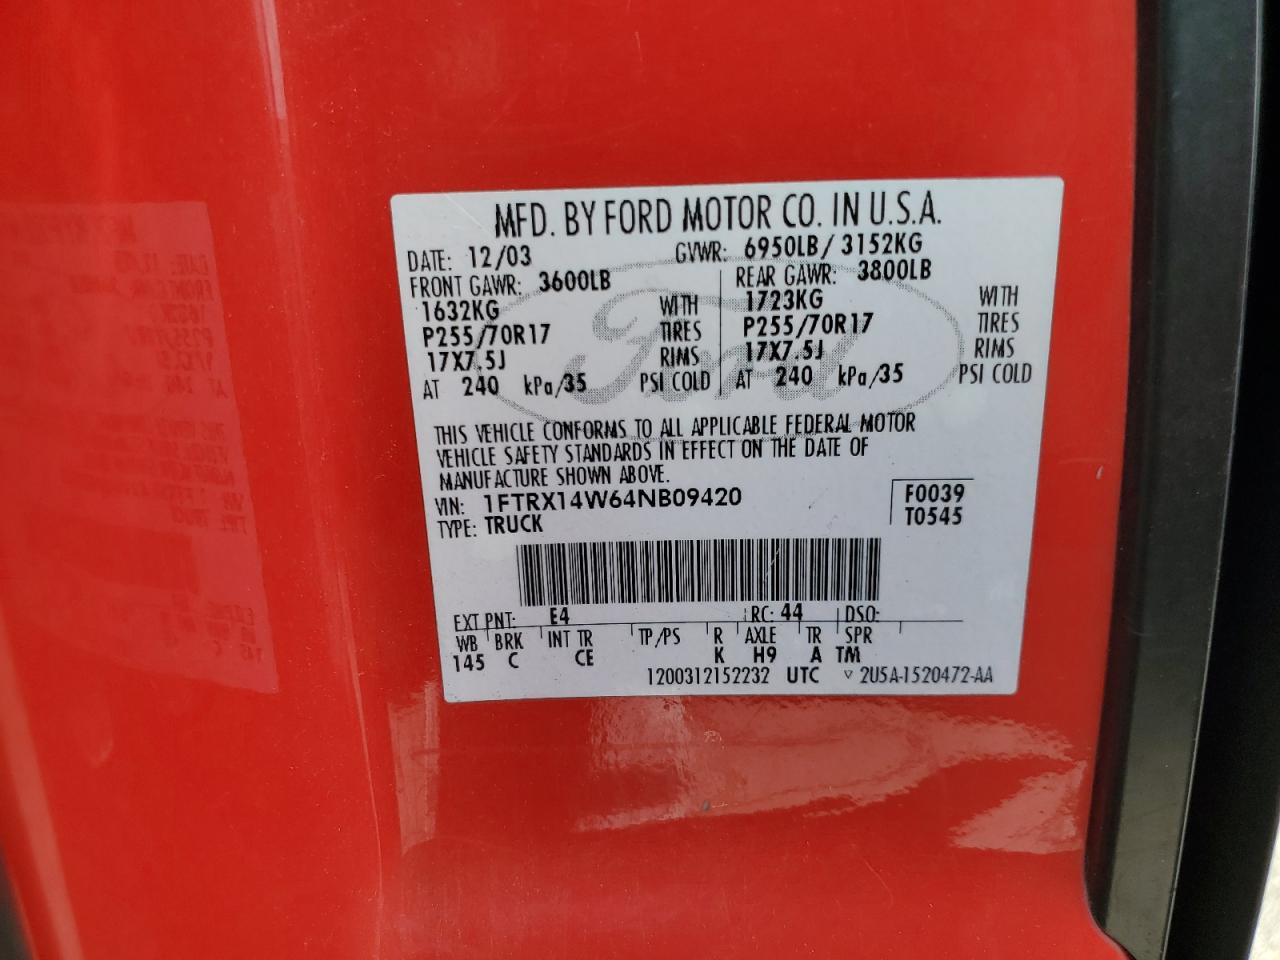 MFD. BY FORD MOTOR CO. IN U.S.A.
DATE: 12/03 GVWR: 6950LB / 3152KG
FRONT GAWR: 3600LB REAR GAWR: 3800LB
1632KG WITH 1723KG WITH
P255/70R17 TIRES P255/70R17 TIRES
17X7.5J RIMS 17X7.5J RIMS
AT 240 kPa/35 PSI COLD AT 240 kPa/35 PSI COLD
Ford
THIS VEHICLE CONFORMS TO ALL APPLICABLE FEDERAL MOTOR
VEHICLE SAFETY STANDARDS IN EFFECT ON THE DATE OF
MANUFACTURE SHOWN ABOVE.
VIN: 1FTRX14W64NB09420 F0039
TYPE: TRUCK T0545
EXT PNT: E4 RC: 44 DSO:
WB BRK INT TR TP/PS R AXLE TR SPR
145 C CE K H9 A TM
1200312152232 UTC ▽ 2U5A-1520472-AA